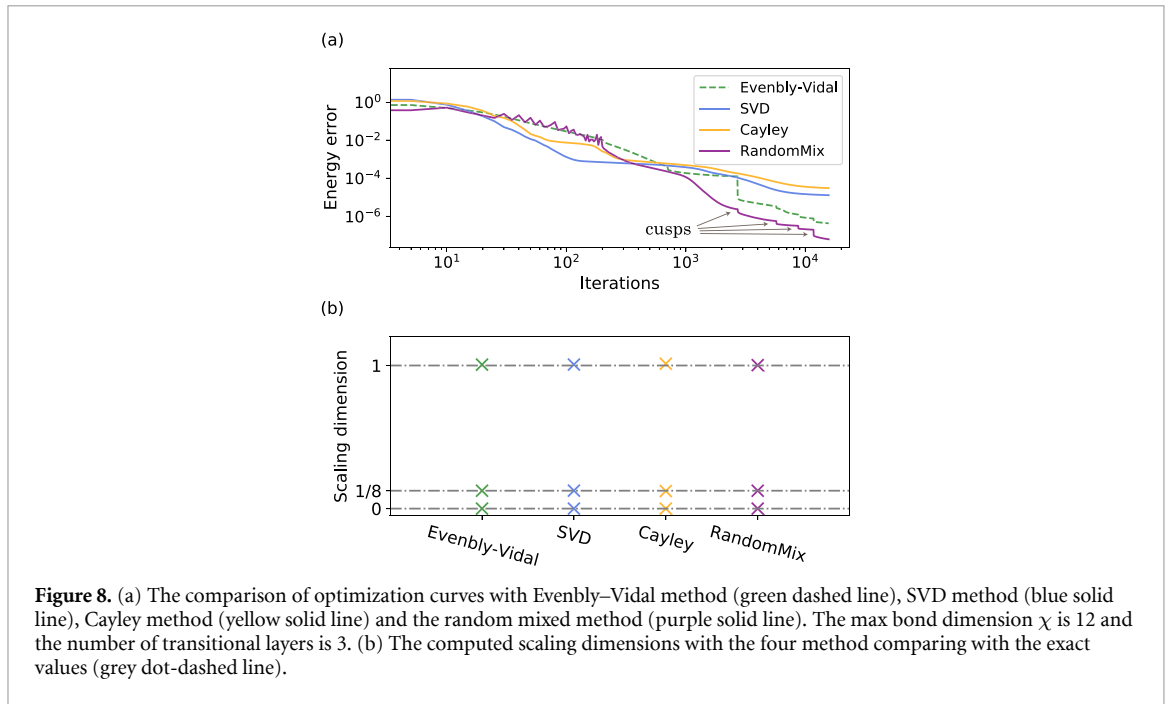 (a)
Energy error
10^0
10^-2
10^-4
10^-6
Evenbly-Vidal
SVD
Cayley
RandomMix
cusps
10^1
10^2
10^3
10^4
Iterations
(b)
Scaling dimension
1
1/8
0
Evenbly-Vidal
SVD
Cayley
RandomMix
Figure 8. (a) The comparison of optimization curves with Evenbly–Vidal method (green dashed line), SVD method (blue solid
line), Cayley method (yellow solid line) and the random mixed method (purple solid line). The max bond dimension χ is 12 and
the number of transitional layers is 3. (b) The computed scaling dimensions with the four method comparing with the exact
values (grey dot-dashed line).